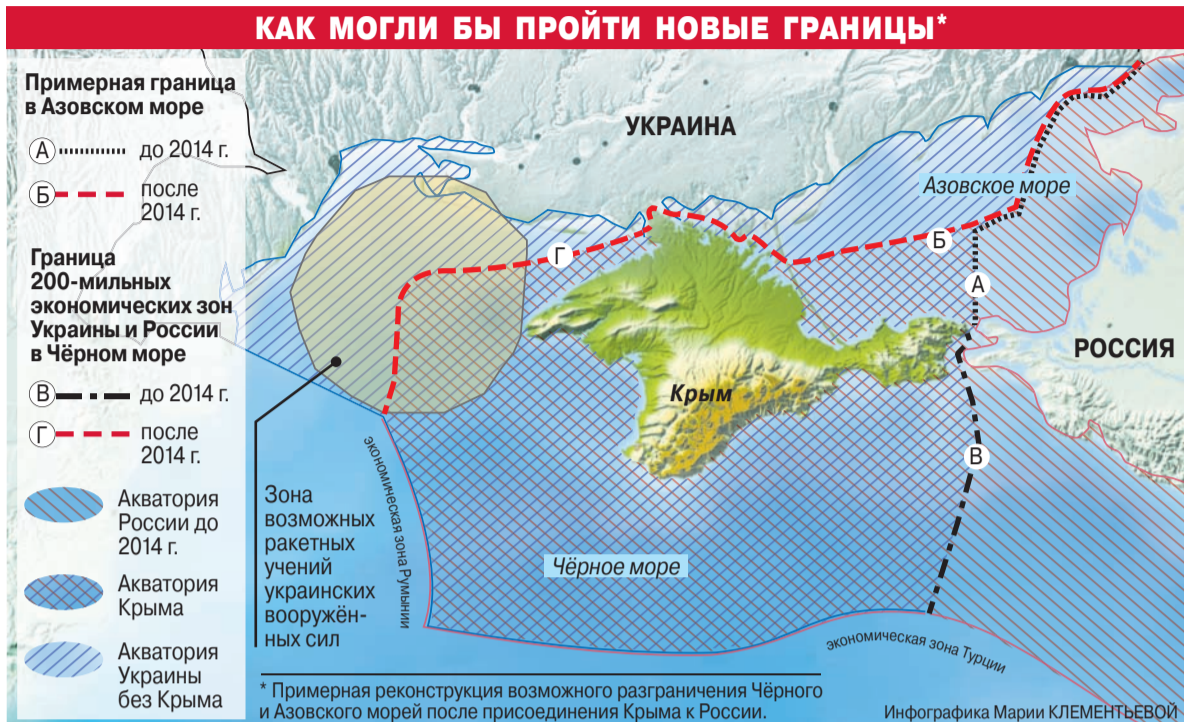 КАК МОГЛИ БЫ ПРОЙТИ НОВЫЕ ГРАНИЦЫ*
Примерная граница
в Азовском море
А до 2014 г.
Б после
2014 г.
Граница
200-мильных
экономических зон
Украины и России
в Чёрном море
В до 2014 г.
Г после
2014 г.
Акватория
России до
2014 г.
Акватория
Крыма
Акватория
Украины
без Крыма
УКРАИНА
Азовское море
Б
Г
А
РОССИЯ
Крым
В
экономическая зона Румынии
Зона
возможных
ракетных
учений
украинских
вооружён-
ных сил
Чёрное море
экономическая зона Турции
* Примерная реконструкция возможного разграничения Чёрного
и Азовского морей после присоединения Крыма к России.
Инфографика Марии КЛЕМЕНТЬЕВОЙ